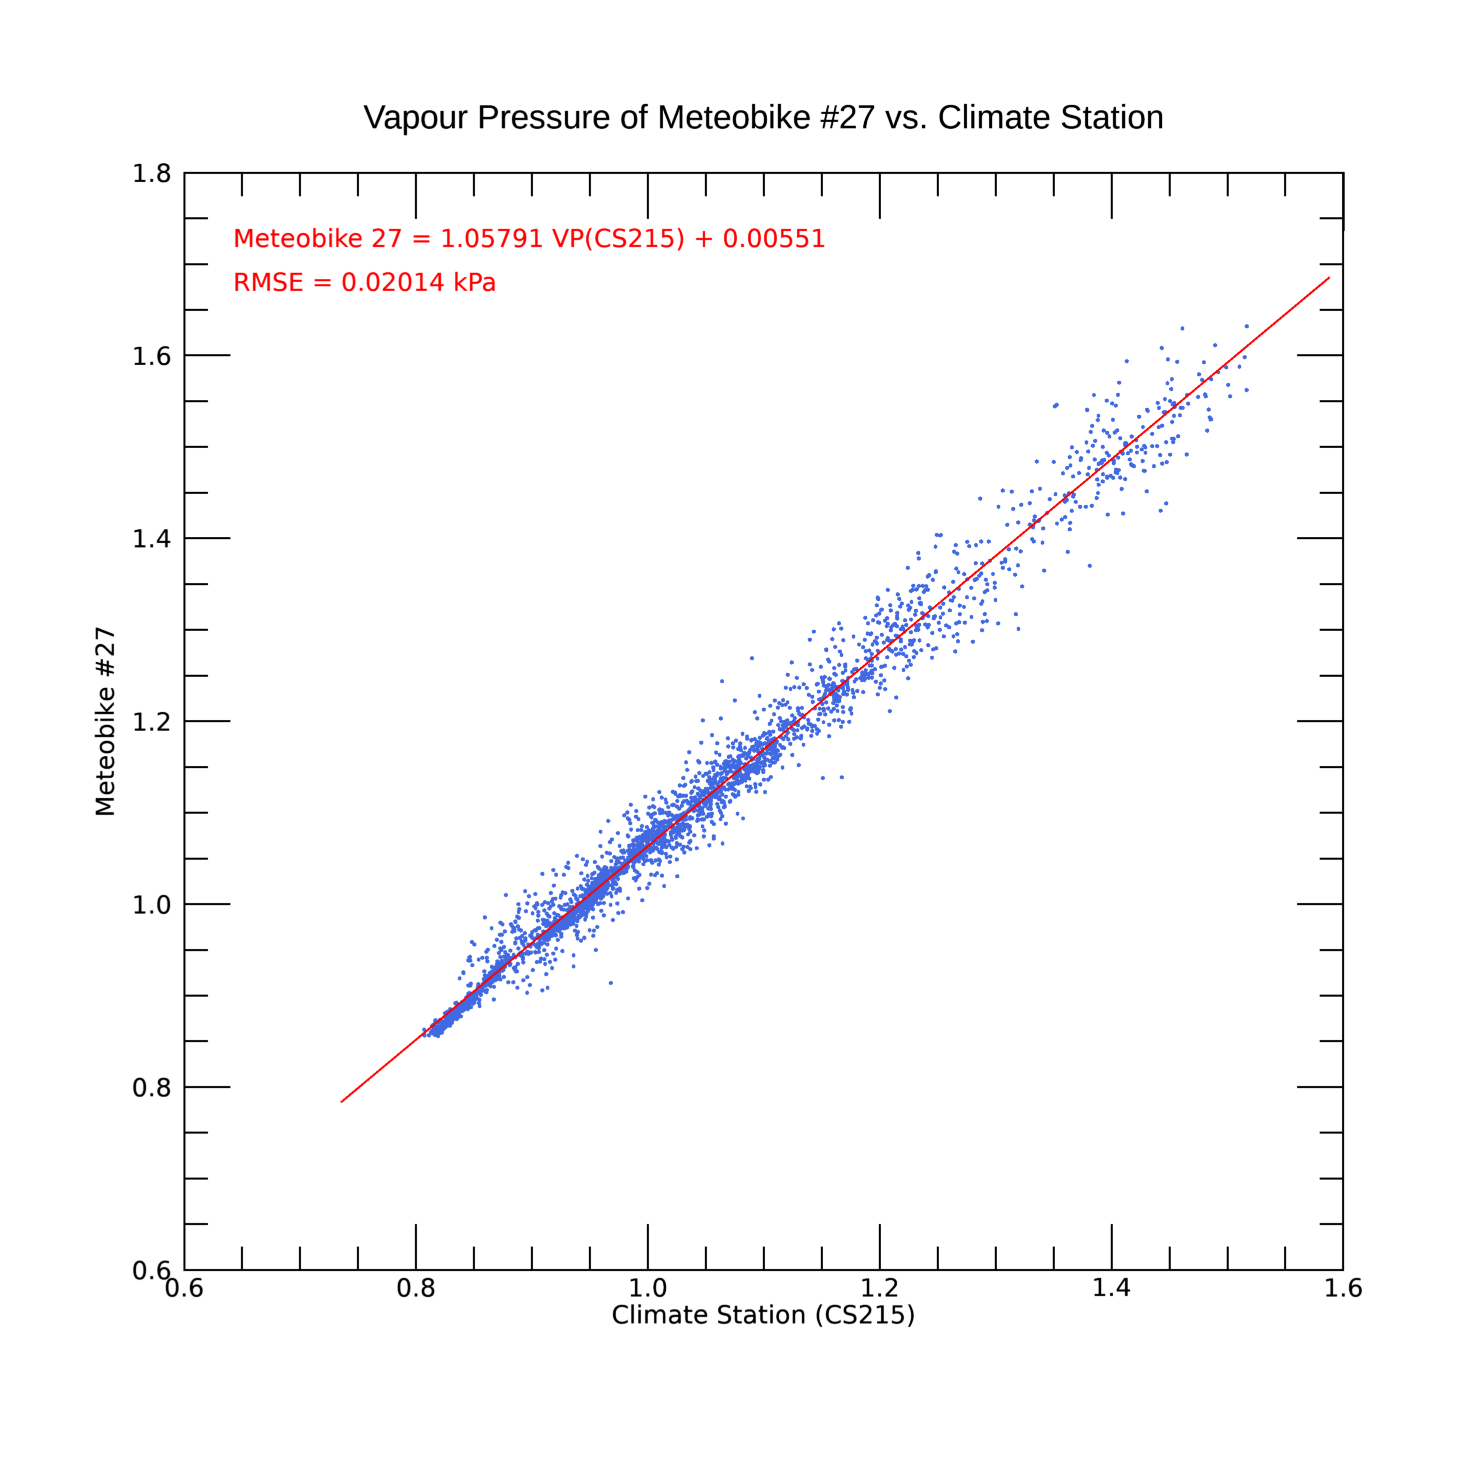 Vapour Pressure of Meteobike #27 vs. Climate Station
1.8
Meteobike 27 = 1.05791 VP(CS215) + 0.00551
RMSE = 0.02014 kPa
1.6
1.4
Meteobike #27
1.2
1.0
0.8
0.6
0.6 0.8 1.0 1.2 1.4 1.6
Climate Station (CS215)